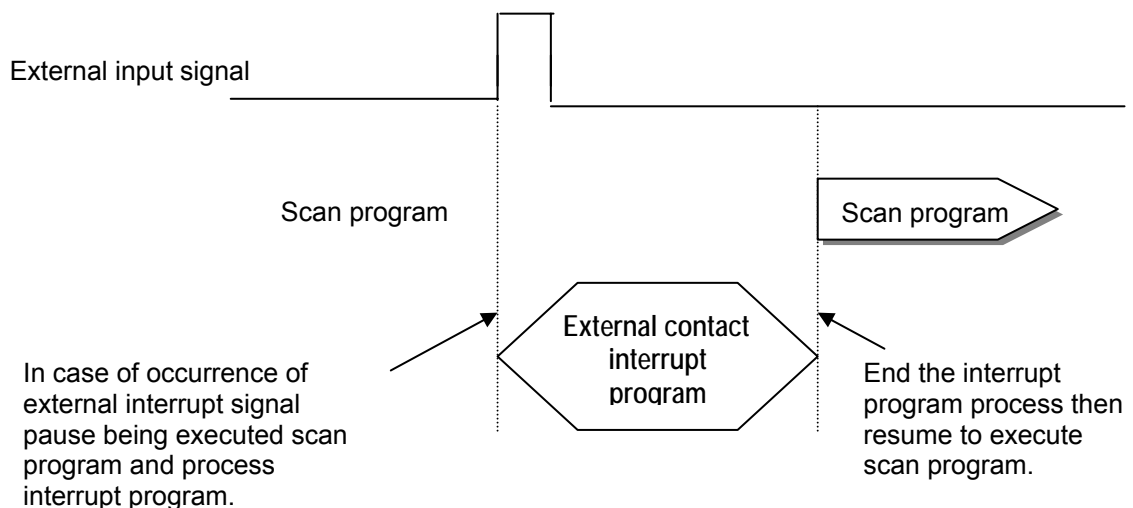 External input signal
Scan program
Scan program
External contact
interrupt
program
In case of occurrence of
external interrupt signal
pause being executed scan
program and process
interrupt program.
End the interrupt
program process then
resume to execute
scan program.